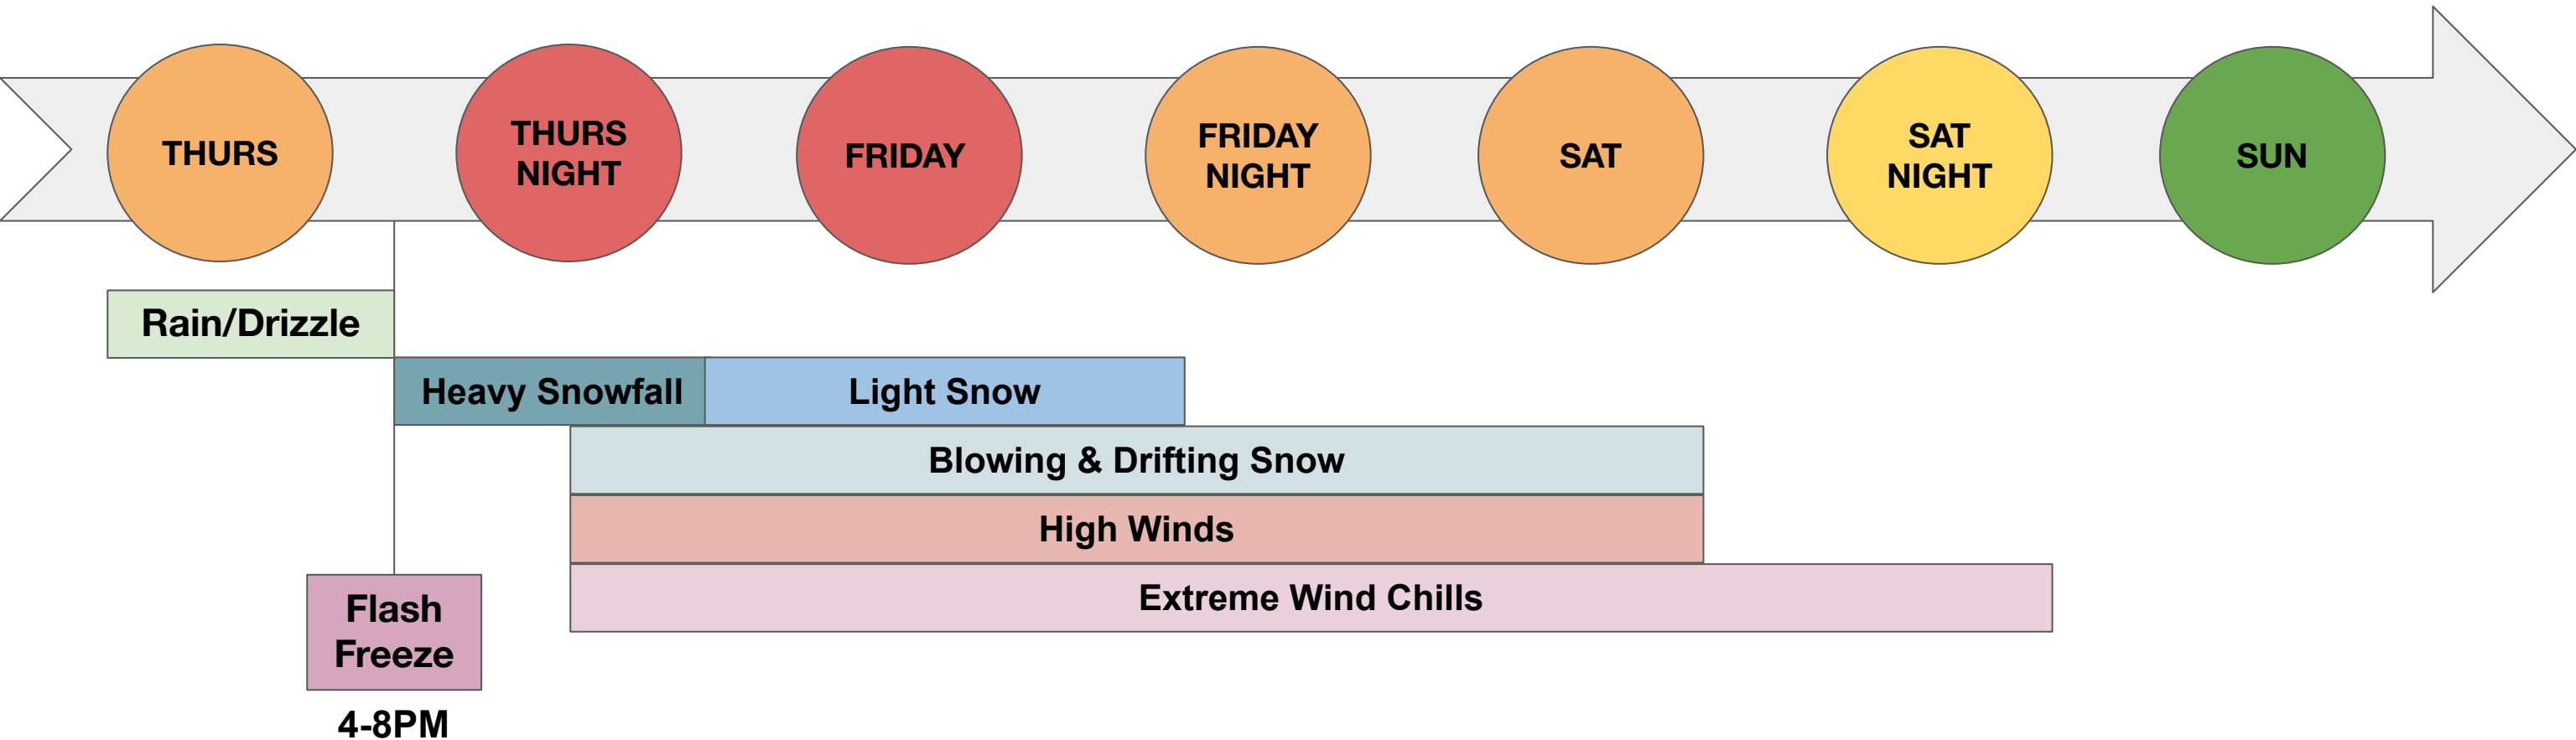 THURS
THURS
NIGHT
FRIDAY
FRIDAY
NIGHT
SAT
SAT
NIGHT
SUN
Rain/Drizzle
Heavy Snowfall
Light Snow
Blowing & Drifting Snow
High Winds
Extreme Wind Chills
Flash
Freeze
4-8PM